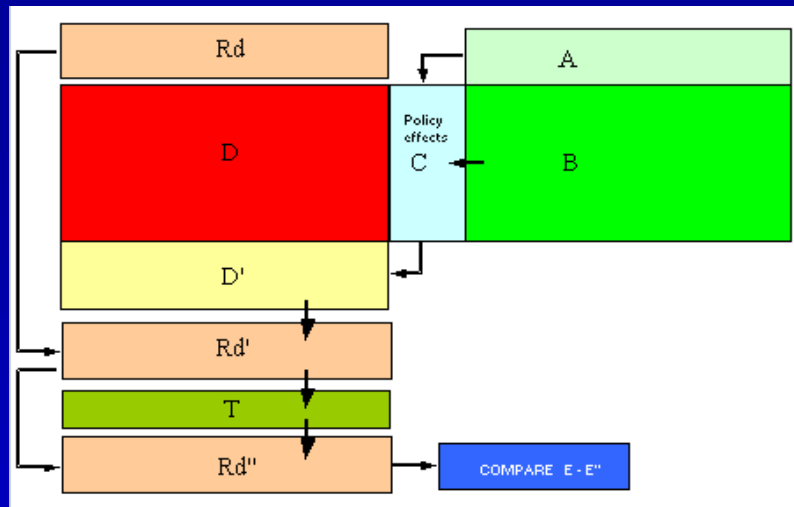 Rd
A
Policy
effects
D
C
B
D'
Rd'
T
Rd"
COMPARE E - E"